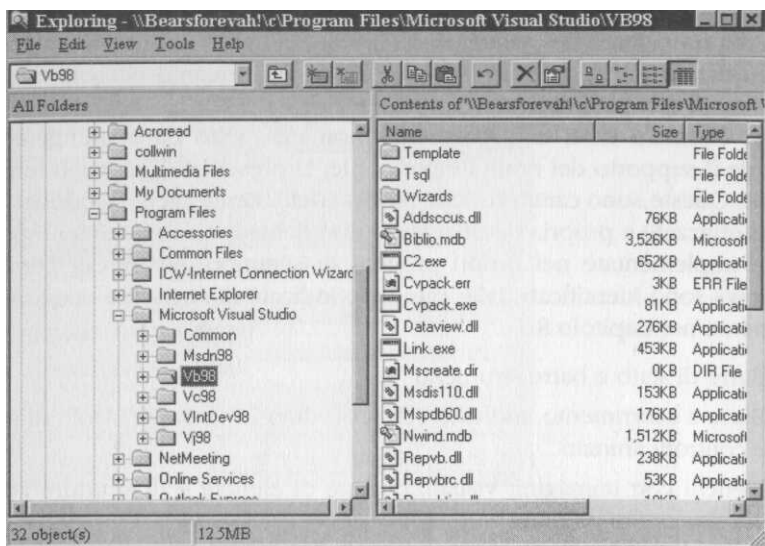 Exploring - \\Bearsforevah!\c\Program Files\Microsoft Visual Studio\VB98
File Edit View Tools Help
Vb98
All Folders
Contents of '\\Bearsforevah!\c\Program Files\Microsoft V
Acroread
collwin
Multimedia Files
My Documents
Program Files
Accessories
Common Files
ICW-Internet Connection Wizard
Internet Explorer
Microsoft Visual Studio
Common
Msdn98
Vb98
Vc98
VIntDev98
Vj98
NetMeeting
Online Services
Outlook Express
Name Size Type
Template File Folde
Tsql File Folde
Wizards File Folde
Addsccus.dll 76KB Applicati
Biblio.mdb 3,526KB Microsoft
C2.exe 652KB Applicati
Cvpack.err 3KB ERR File
Cvpack.exe 81KB Applicati
Dataview.dll 276KB Applicati
Link.exe 453KB Applicati
Mscreate.dir 0KB DIR File
Msdis110.dll 153KB Applicati
Mspdb60.dll 176KB Applicati
Nwind.mdb 1,512KB Microsoft
Repvb.dll 238KB Applicati
Repvbrc.dll 53KB Applicati
32 object(s) 12.5MB